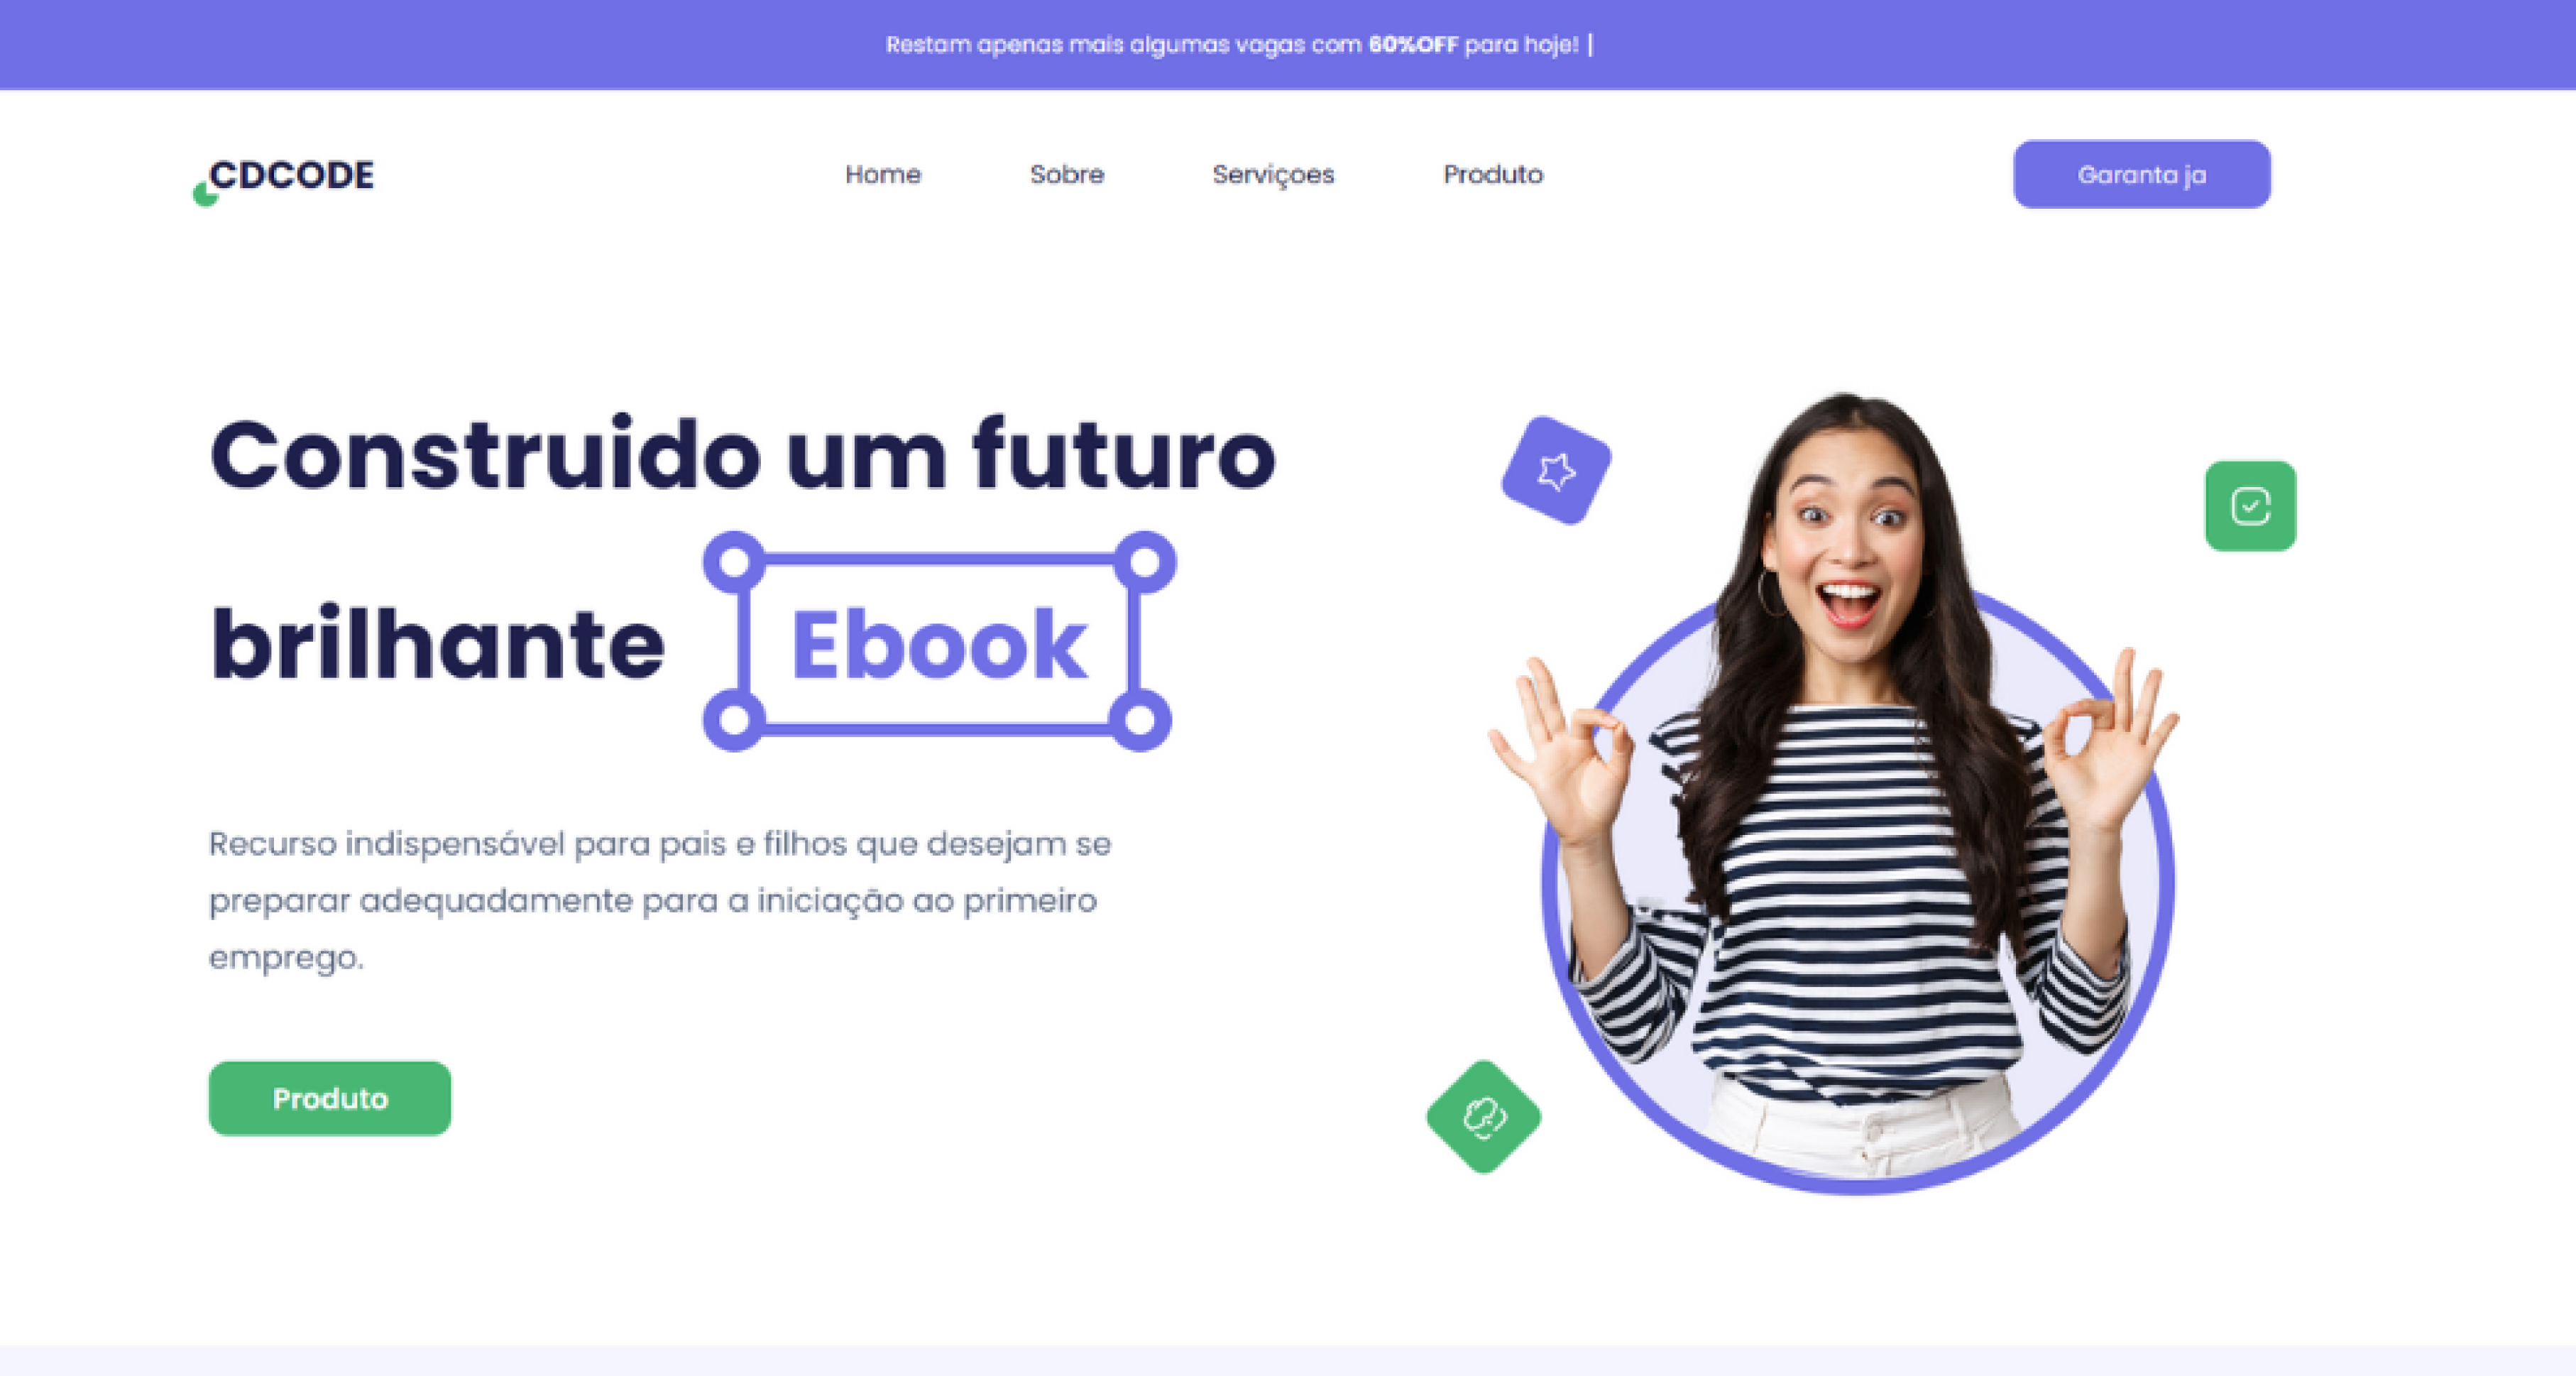 Restam apenas mais algumas vagas com 60%OFF para hoje! |
CDCODE
Home
Sobre
Serviçoes
Produto
Garanta ja
Construido um futuro
brilhante Ebook
Recurso indispensável para pais e filhos que desejam se
preparar adequadamente para a iniciação ao primeiro
emprego.
Produto